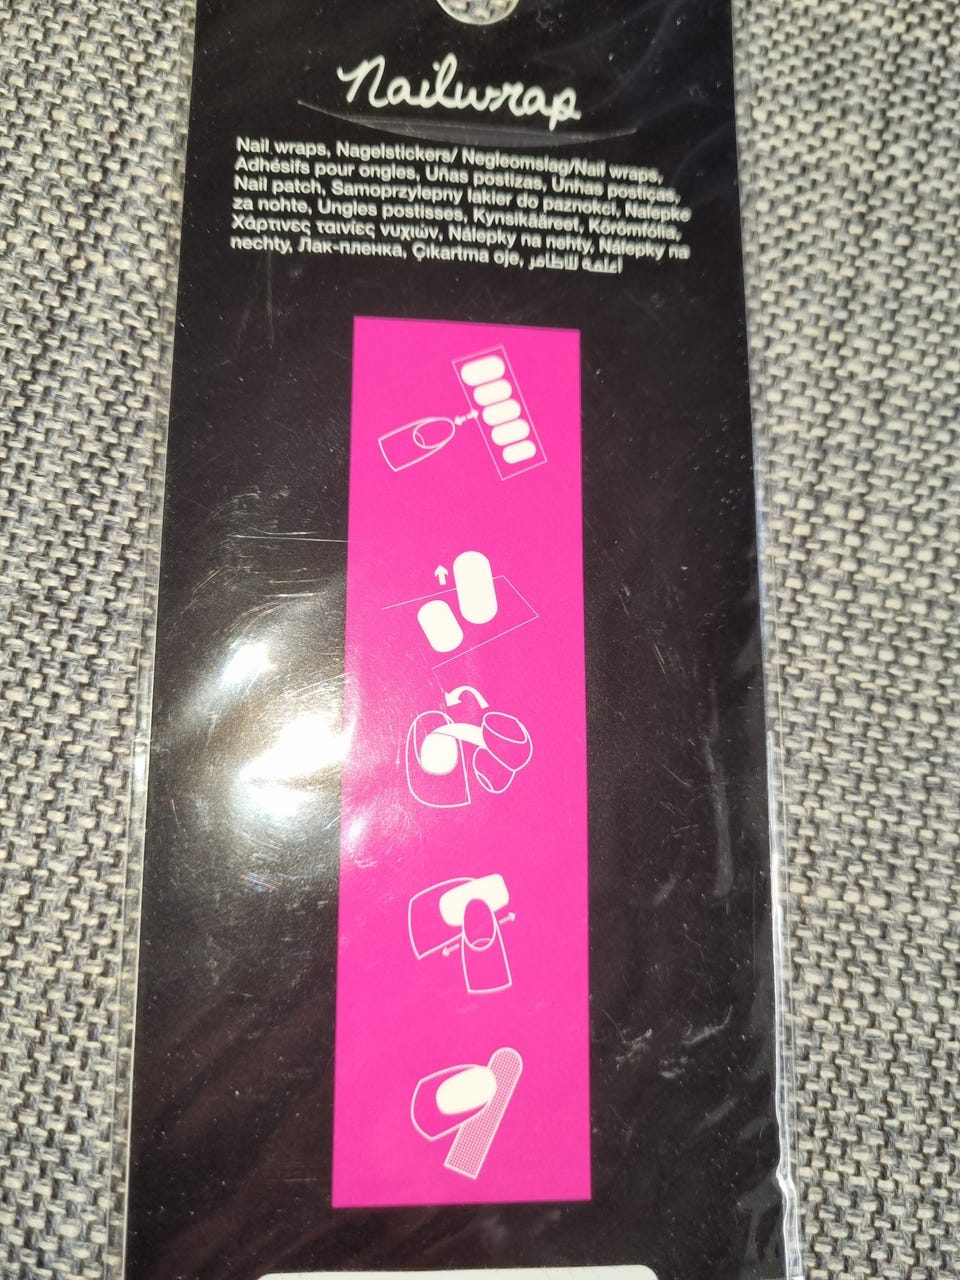 Nailwrap
Nail wraps, Nagelstickers/ Negleomslag/Nail wraps,
Adhésifs pour ongles, Uñas postizas, Unhas postiças,
Nail patch, Samoprzylepny lakier do paznokci, Nalepke
za nohte, Ungles postisses, Kynsikääreet, Körömfólia,
Χάρτινες ταινίες νυχιών, Nálepky na nehty, Nálepky na
nechty, Лак-пленка, Çıkartma oje, أغلفة للأظافر